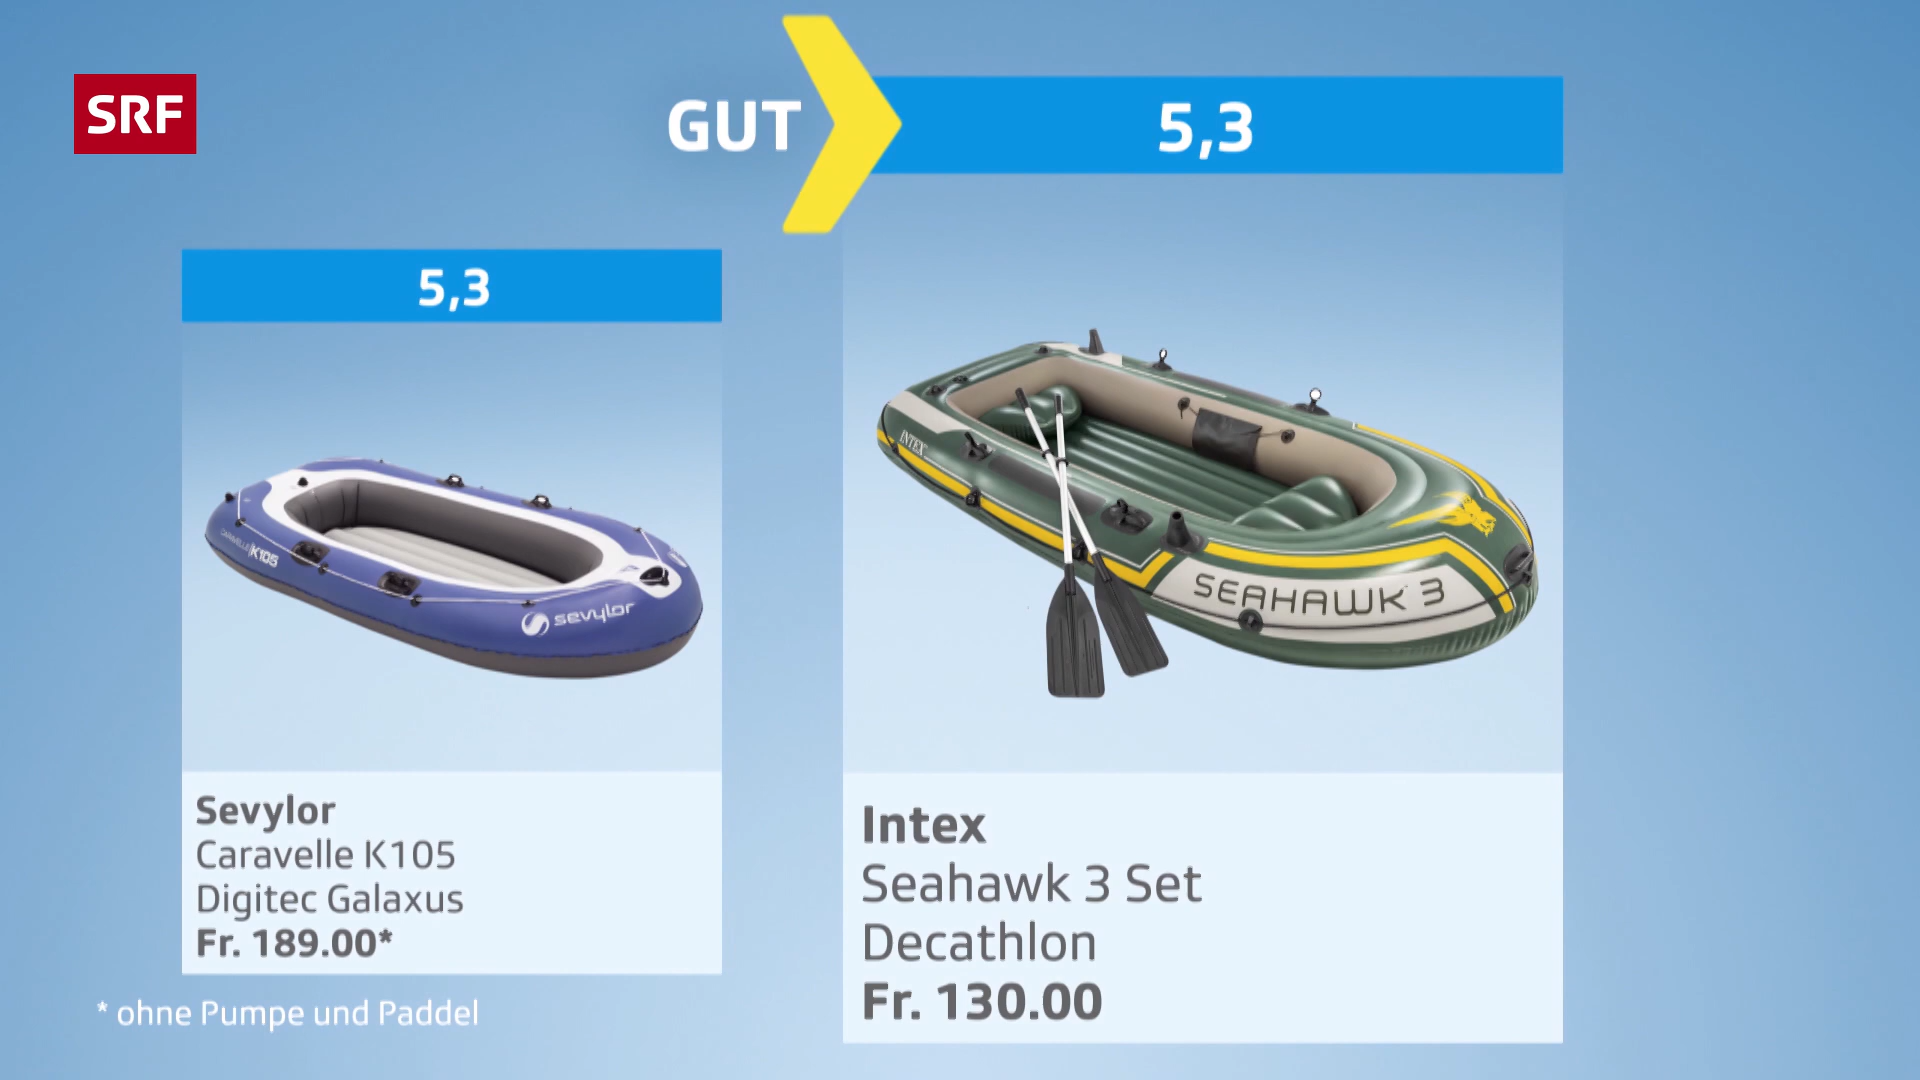 SRF
GUT
5,3
5,3
CARAVELLE K105
sevylor
Sevylor
Caravelle K105
Digitec Galaxus
Fr. 189.00*
* ohne Pumpe und Paddel
INTEX
SEAHAWK 3
Intex
Seahawk 3 Set
Decathlon
Fr. 130.00